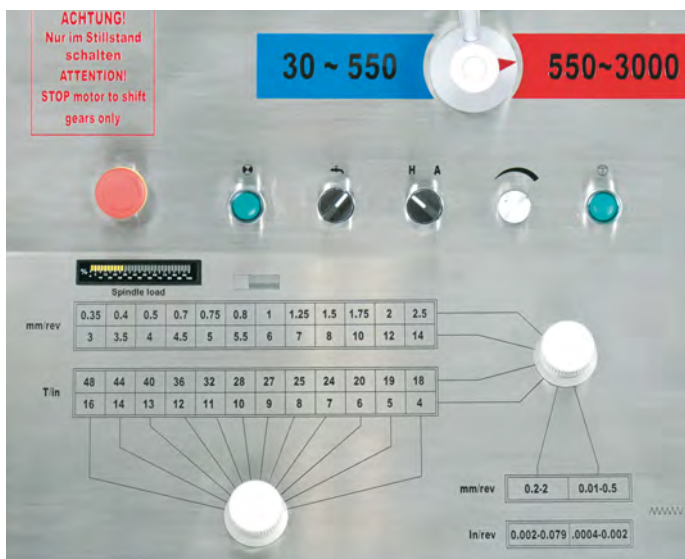 ACHTUNG!
Nur im Stillstand
schalten
ATTENTION!
STOP motor to shift
gears only
30 ~ 550
550~3000
H A
%
Spindle load
mm/rev
0.35 0.4 0.5 0.7 0.75 0.8 1 1.25 1.5 1.75 2 2.5
3 3.5 4 4.5 5 5.5 6 7 8 10 12 14
T/in
48 44 40 36 32 28 27 25 24 20 19 18
16 14 13 12 11 10 9 8 7 6 5 4
mm/rev 0.2-2 0.01-0.5
In/rev 0.002-0.079 .0004-0.002